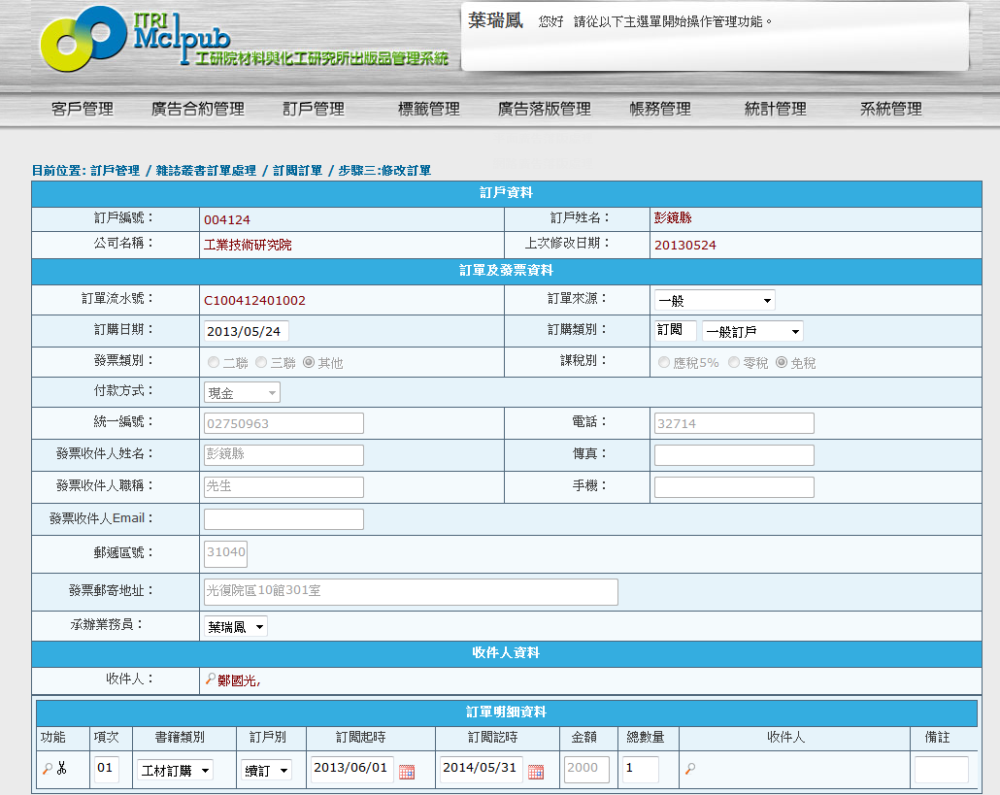 ITRI
Mclpub
工研院材料與化工研究所出版品管理系統
葉瑞鳳 您好 請從以下主選單開始操作管理功能。
客戶管理 廣告合約管理 訂戶管理 標籤管理 廣告落版管理 帳務管理 統計管理 系統管理
目前位置: 訂戶管理 / 雜誌叢書訂單處理 / 訂閱訂單 / 步驟三:修改訂單
訂戶資料
訂戶編號： 004124 訂戶姓名： 彭鏡縣
公司名稱： 工業技術研究院 上次修改日期： 20130524
訂單及發票資料
訂單流水號： C100412401002 訂單來源： 一般
訂購日期： 2013/05/24 訂購類別： 訂閱 一般訂戶
發票類別： 二聯 三聯 其他 課稅別： 應稅5% 零稅 免稅
付款方式： 現金
統一編號： 02750963 電話： 32714
發票收件人姓名： 彭鏡縣 傳真：
發票收件人職稱： 先生 手機：
發票收件人Email：
郵遞區號： 31040
發票郵寄地址： 光復院區10館301室
承辦業務員： 葉瑞鳳
收件人資料
收件人： 鄭國光,
訂單明細資料
功能 項次 書籍類別 訂戶別 訂閱起時 訂閱訖時 金額 總數量 收件人 備註
01 工材訂購 續訂 2013/06/01 2014/05/31 2000 1